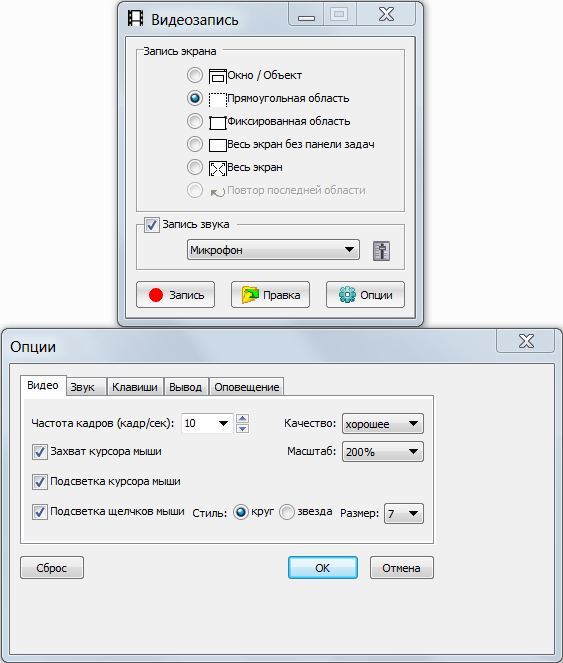 Видеозапись
Запись экрана
Окно / Объект
Прямоугольная область
Фиксированная область
Весь экран без панели задач
Весь экран
Повтор последней области
Запись звука
Микрофон
Запись Правка Опции
Опции
Видео Звук Клавиши Вывод Оповещение
Частота кадров (кадр/сек): 10 Качество: хорошее
Захват курсора мыши Масштаб: 200%
Подсветка курсора мыши
Подсветка щелчков мыши Стиль: круг звезда Размер: 7
Сброс OK Отмена